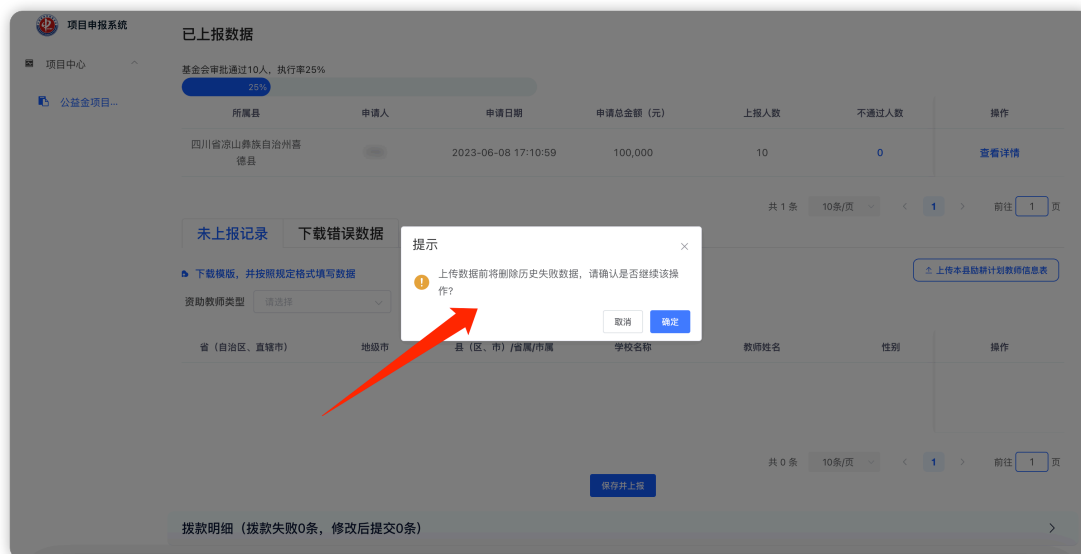 项目申报系统
项目中心
公益金项目...
已上报数据
基金会审批通过10人，执行率25%
25%
所属县 申请人 申请日期 申请总金额（元） 上报人数 不通过人数 操作
四川省凉山彝族自治州喜
德县
2023-06-08 17:10:59 100,000 10 0 查看详情
共 1 条 10条/页 1 前往 1 页
未上报记录 下载错误数据
提示
上传数据前将删除历史失败数据，请确认是否继续该操
作?
取消 确定
下载模版，并按照规定格式填写数据
上传本县励耕计划教师信息表
资助教师类型 请选择
省（自治区、直辖市） 地级市 县（区、市）/省属/市属 学校名称 教师姓名 性别 操作
共 0 条 10条/页 1 前往 1 页
保存并上报
拨款明细（拨款失败0条，修改后提交0条）